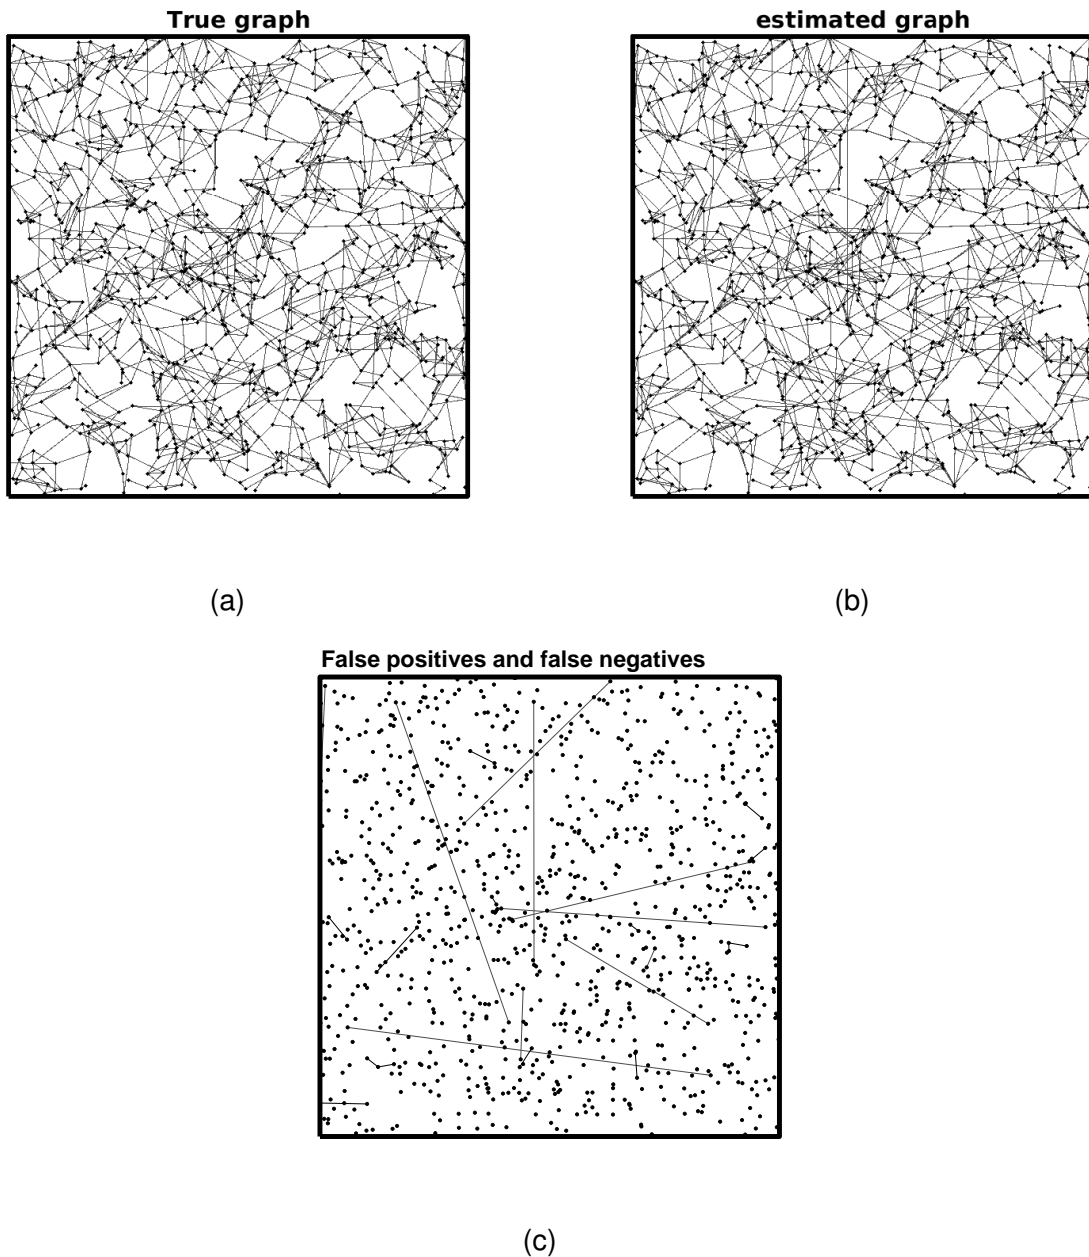 True graph
estimated graph
(a)
(b)
False positives and false negatives
(c)